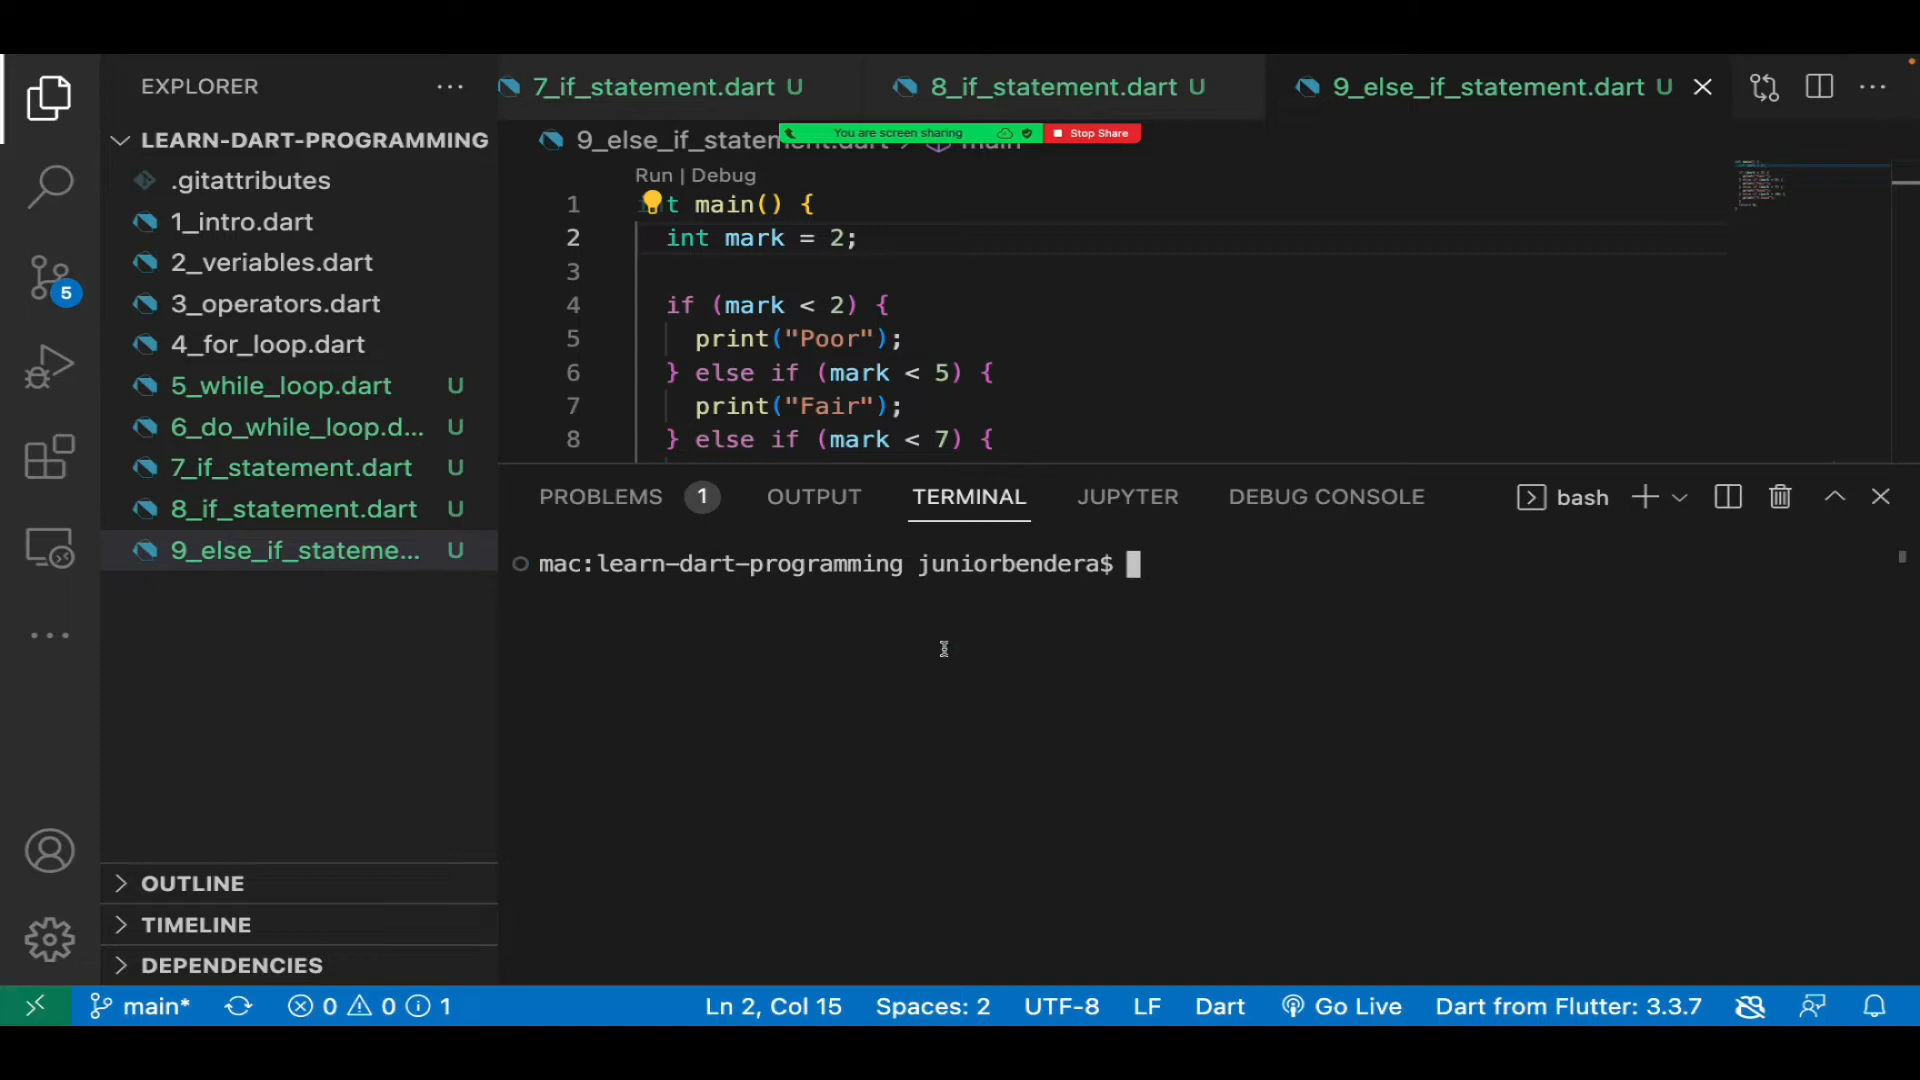 EXPLORER
LEARN-DART-PROGRAMMING
.gitattributes
1_intro.dart
2_veriables.dart
3_operators.dart
4_for_loop.dart
5_while_loop.dart U
6_do_while_loop.d... U
7_if_statement.dart U
8_if_statement.dart U
9_else_if_stateme... U
OUTLINE
TIMELINE
DEPENDENCIES
5
7_if_statement.dart U
8_if_statement.dart U
9_else_if_statement.dart U
9_else_if_statement.dart > main
You are screen sharing
Stop Share
Run | Debug
1 int main() {
2 int mark = 2;
3
4 if (mark < 2) {
5 print("Poor");
6 } else if (mark < 5) {
7 print("Fair");
8 } else if (mark < 7) {
PROBLEMS 1 OUTPUT TERMINAL JUPYTER DEBUG CONSOLE bash
mac:learn-dart-programming juniorbendera$
main* 0 0 1 Ln 2, Col 15 Spaces: 2 UTF-8 LF Dart Go Live Dart from Flutter: 3.3.7